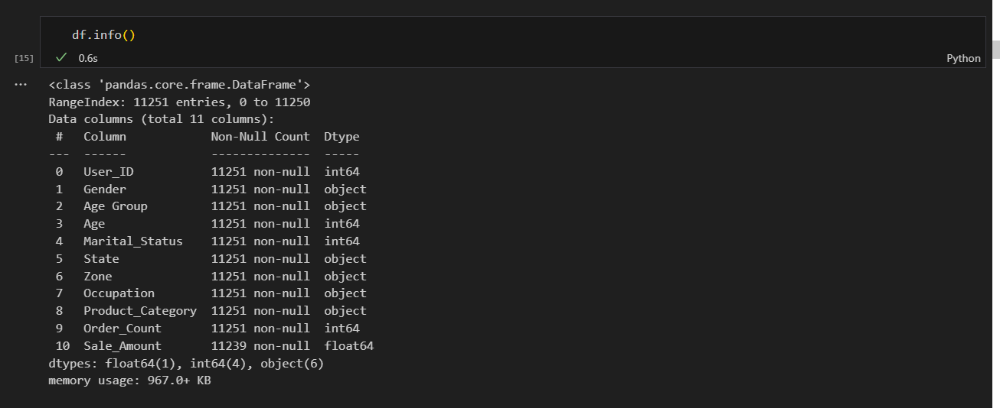 df.info()
[15] ✓ 0.6s Python
... <class 'pandas.core.frame.DataFrame'>
RangeIndex: 11251 entries, 0 to 11250
Data columns (total 11 columns):
 #   Column            Non-Null Count  Dtype
---  ------            --------------  -----
 0   User_ID           11251 non-null  int64
 1   Gender            11251 non-null  object
 2   Age Group         11251 non-null  object
 3   Age               11251 non-null  int64
 4   Marital_Status    11251 non-null  int64
 5   State             11251 non-null  object
 6   Zone              11251 non-null  object
 7   Occupation        11251 non-null  object
 8   Product_Category  11251 non-null  object
 9   Order_Count       11251 non-null  int64
 10  Sale_Amount       11239 non-null  float64
dtypes: float64(1), int64(4), object(6)
memory usage: 967.0+ KB